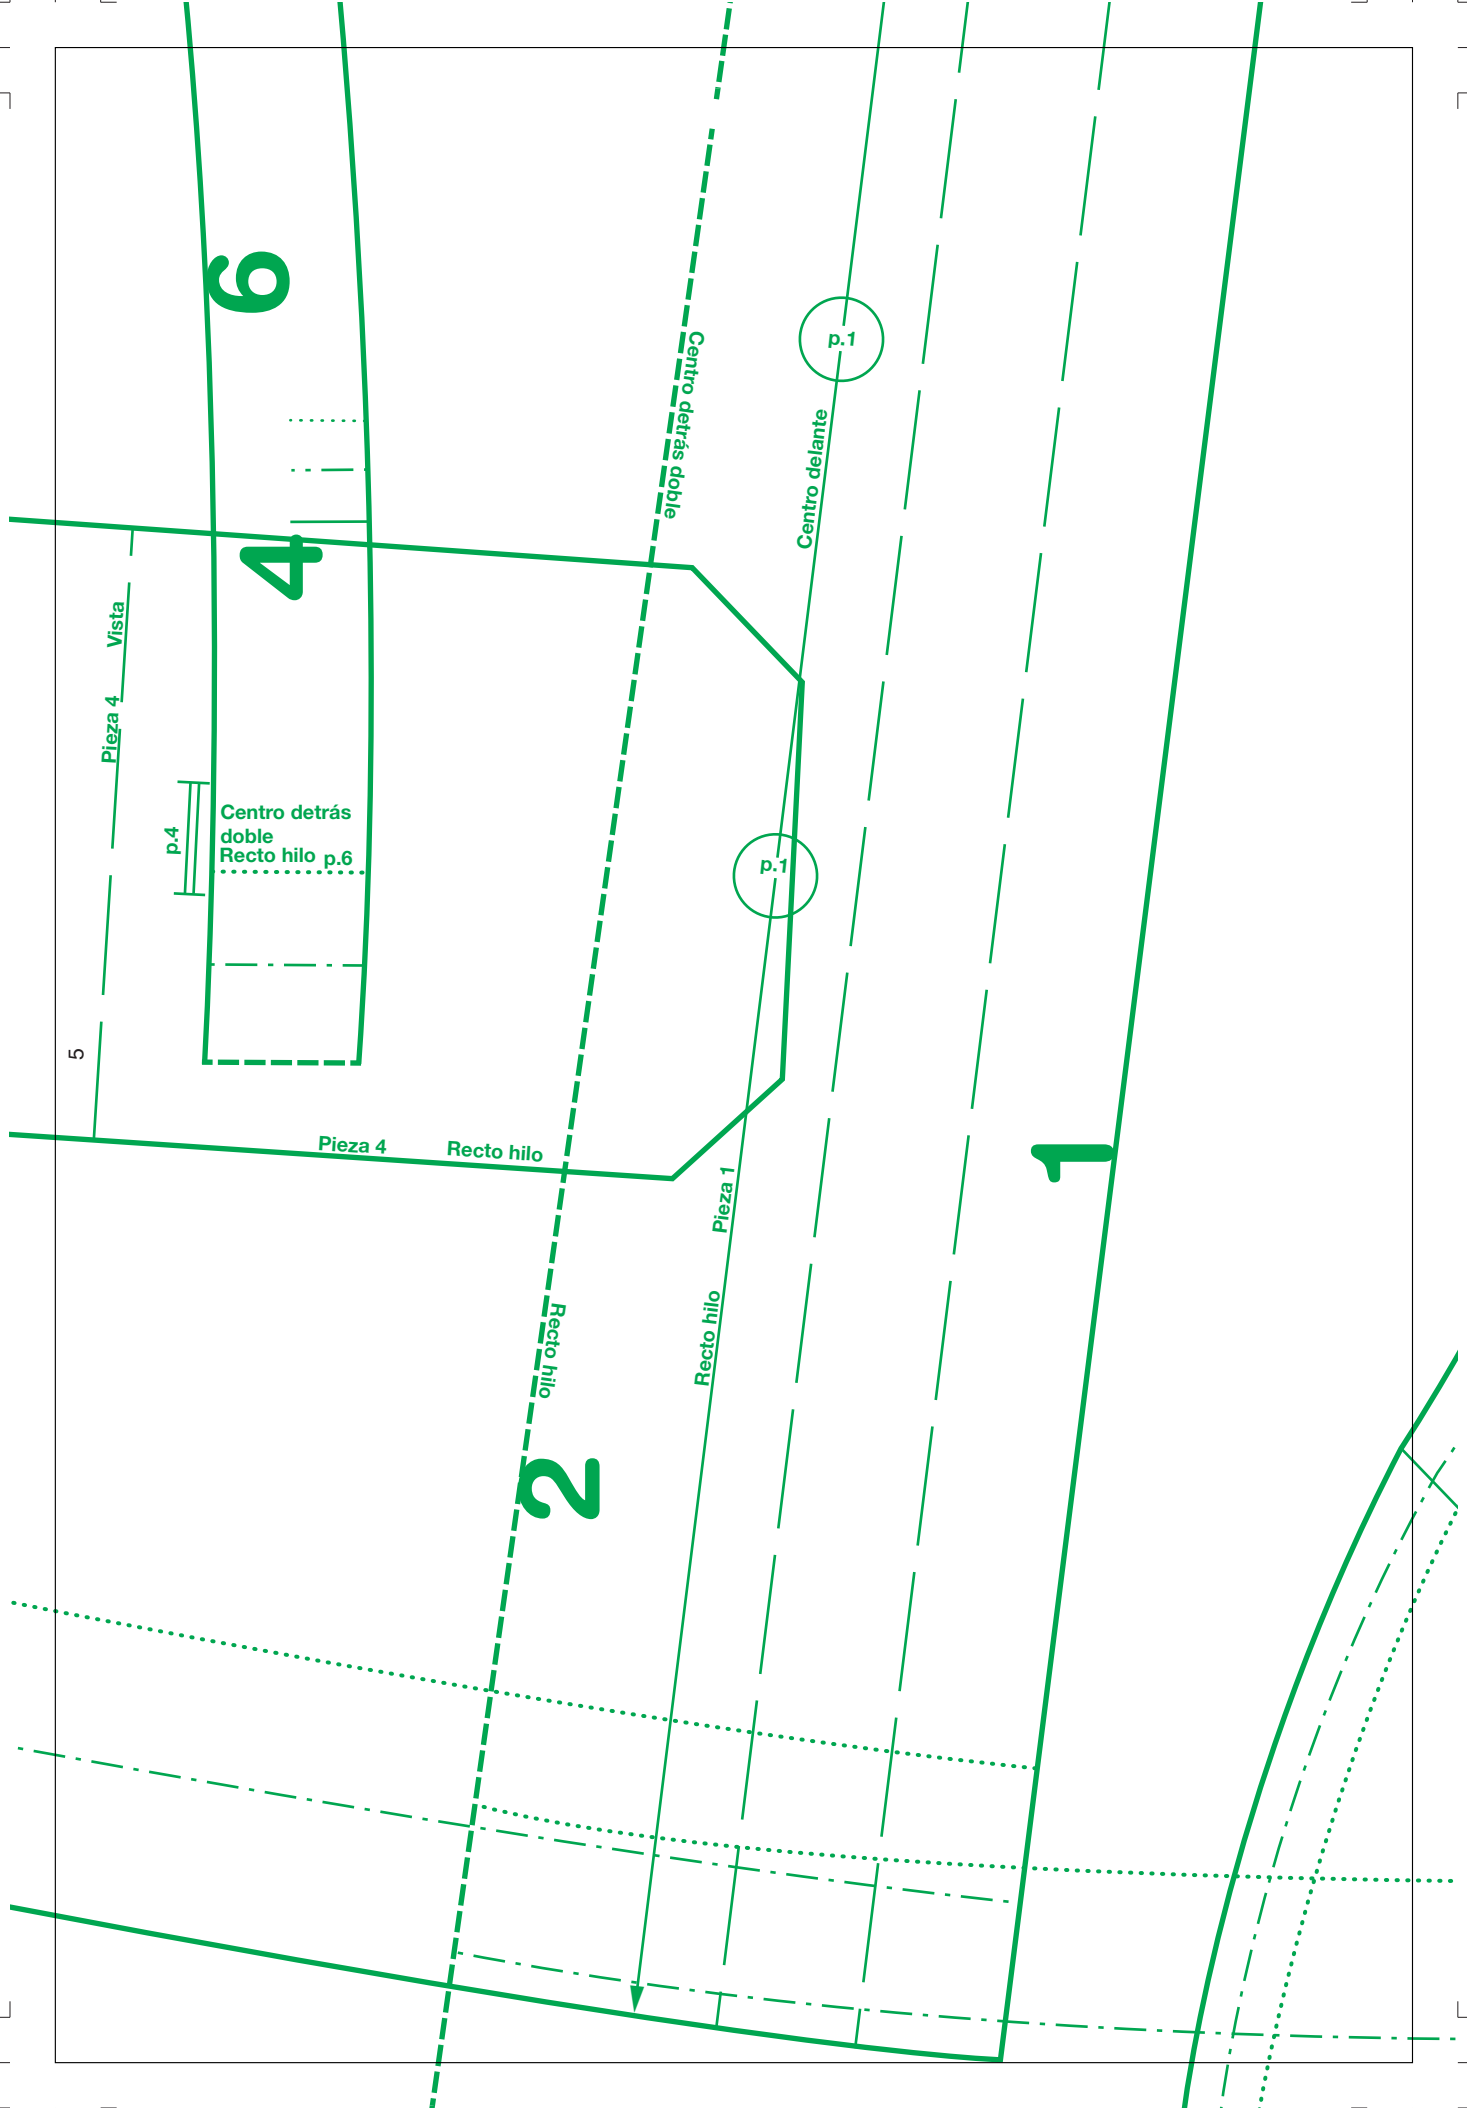 6
Centro detrás doble
p.1
Centro delante
4
Vista
Pieza 4
p.4
Centro detrás
doble
Recto hilo p.6
p.1
5
Pieza 4 Recto hilo
1
Pieza 1
Recto hilo
Recto hilo
2